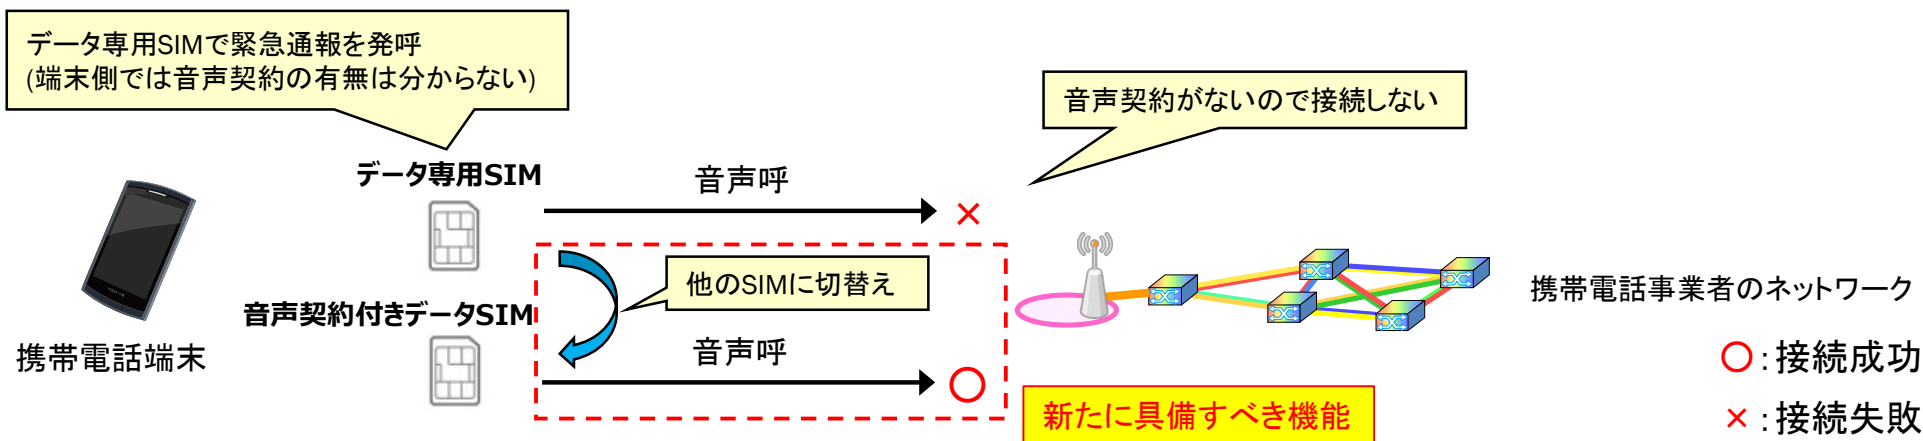 データ専用SIMで緊急通報を発呼
(端末側では音声契約の有無は分からない)
音声契約がないので接続しない
データ専用SIM
音声呼
×
他のSIMに切替え
音声契約付きデータSIM
音声呼
〇
携帯電話端末
携帯電話事業者のネットワーク
新たに具備すべき機能
〇:接続成功
×:接続失敗